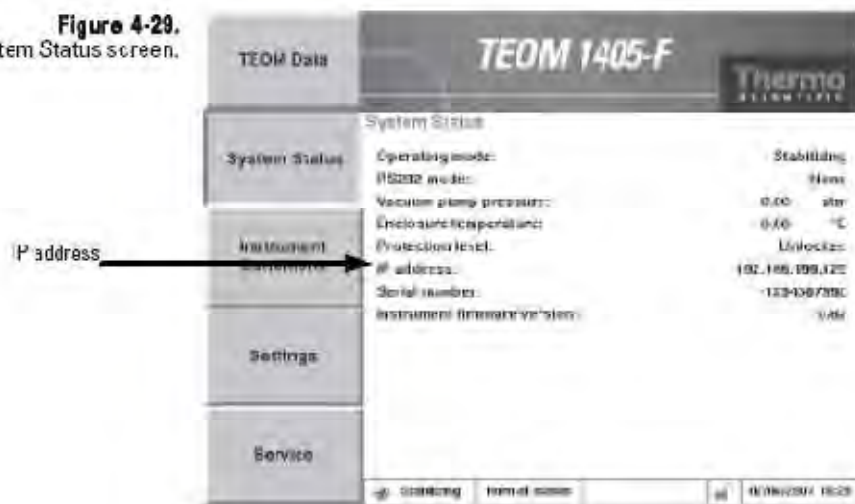 Figure 4-29.
tem Status screen.
IP address
TEOM Data
TEOM 1405-F
Thermo
SCIENTIFIC
System Status
System Status
Operating mode: Stabilizing
RS232 mode: None
Vacuum pump pressure: 0.00 atm
Enclosure temperature: 0.00 °C
Protection level: Unlocked
IP address:
Serial number:
Instrument firmware version:
Instrument
Settings
Service
Stabilizing Normal status